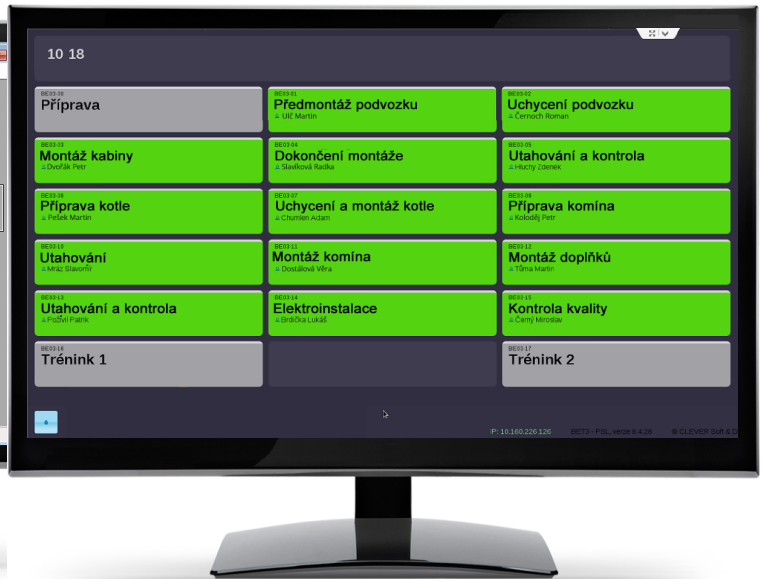 10 18
BE03-00
Příprava
BE03-01
Předmontáž podvozku
Ulč Martin
BE03-02
Uchycení podvozku
Černoch Roman
BE03-03
Montáž kabiny
Dvořák Petr
BE03-04
Dokončení montáže
Slavíková Radka
BE03-05
Utahování a kontrola
Hluchý Zdeněk
BE03-06
Příprava kotle
Pešek Martin
BE03-07
Uchycení a montáž kotle
Chumlen Adam
BE03-08
Příprava komína
Koloděj Petr
BE03-10
Utahování
Mráz Slavomír
BE03-11
Montáž komína
Dostálová Věra
BE03-12
Montáž doplňků
Tůma Martin
BE03-13
Utahování a kontrola
Poživil Patrik
BE03-14
Elektroinstalace
Brdička Lukáš
BE03-15
Kontrola kvality
Černý Miroslav
BE03-16
Trénink 1
BE03-17
Trénink 2
IP: 10.160.226.126 BET3 - PSL, verze 6.4.26 © CLEVER Soft & D